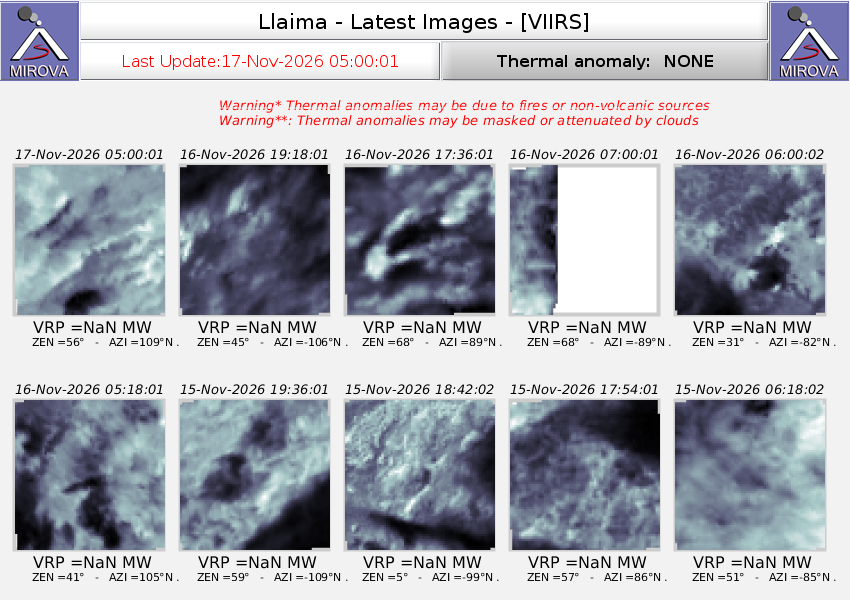 Llaima - Latest Images - [VIIRS]
MIROVA
Last Update:17-Nov-2026 05:00:01
Thermal anomaly: NONE
MIROVA
Warning* Thermal anomalies may be due to fires or non-volcanic sources
Warning**: Thermal anomalies may be masked or attenuated by clouds
17-Nov-2026 05:00:01 16-Nov-2026 19:18:01 16-Nov-2026 17:36:01 16-Nov-2026 07:00:01 16-Nov-2026 06:00:02
VRP =NaN MW VRP =NaN MW VRP =NaN MW VRP =NaN MW VRP =NaN MW
ZEN =56° - AZI =109°N . ZEN =45° - AZI =-106°N . ZEN =68° - AZI =89°N . ZEN =68° - AZI =-89°N . ZEN =31° - AZI =-82°N .
16-Nov-2026 05:18:01 15-Nov-2026 19:36:01 15-Nov-2026 18:42:02 15-Nov-2026 17:54:01 15-Nov-2026 06:18:02
VRP =NaN MW VRP =NaN MW VRP =NaN MW VRP =NaN MW VRP =NaN MW
ZEN =41° - AZI =105°N . ZEN =59° - AZI =-109°N . ZEN =5° - AZI =-99°N . ZEN =57° - AZI =86°N . ZEN =51° - AZI =-85°N .